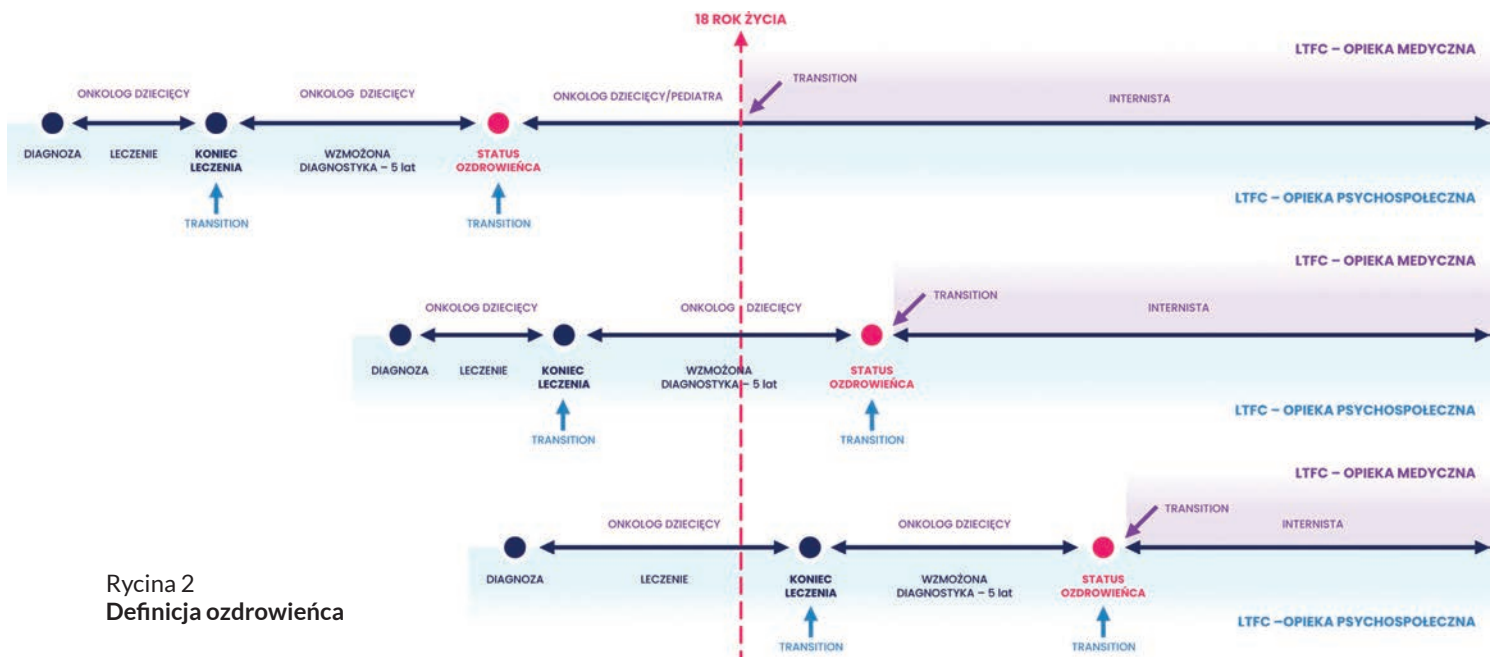 18 ROK ŻYCIA
LTFC – OPIEKA MEDYCZNA
TRANSITION
ONKOLOG DZIECIĘCY
ONKOLOG DZIECIĘCY
ONKOLOG DZIECIĘCY/PEDIATRA
INTERNISTA
DIAGNOZA
LECZENIE
KONIEC
LECZENIA
WZMOŻONA
DIAGNOSTYKA – 5 lat
STATUS
OZDROWIEŃCA
LTFC – OPIEKA PSYCHOSPOŁECZNA
TRANSITION
TRANSITION
LTFC – OPIEKA MEDYCZNA
TRANSITION
ONKOLOG DZIECIĘCY
ONKOLOG DZIECIĘCY
INTERNISTA
DIAGNOZA
LECZENIE
KONIEC
LECZENIA
WZMOŻONA
DIAGNOSTYKA – 5 lat
STATUS
OZDROWIEŃCA
LTFC – OPIEKA PSYCHOSPOŁECZNA
TRANSITION
TRANSITION
LTFC – OPIEKA MEDYCZNA
TRANSITION
ONKOLOG DZIECIĘCY
ONKOLOG DZIECIĘCY
INTERNISTA
DIAGNOZA
LECZENIE
KONIEC
LECZENIA
WZMOŻONA
DIAGNOSTYKA – 5 lat
STATUS
OZDROWIEŃCA
LTFC –OPIEKA PSYCHOSPOŁECZNA
TRANSITION
TRANSITION
Rycina 2
Definicja ozdrowieńca